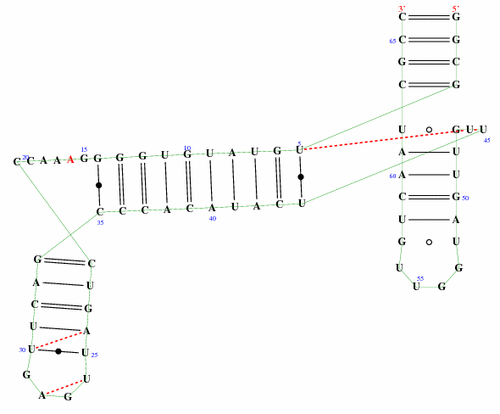 3' 5'
C G
65 C G
G C
C G
U G U U
45
15 10 5
A U
20 C C A A A G G G G U G U A U G U
A U
60
C G 50
C C C A C A U A C U
35 40
U A
G U
G C
U G
55
U G
A U
C G
U A
30 U U 25
G U
A G